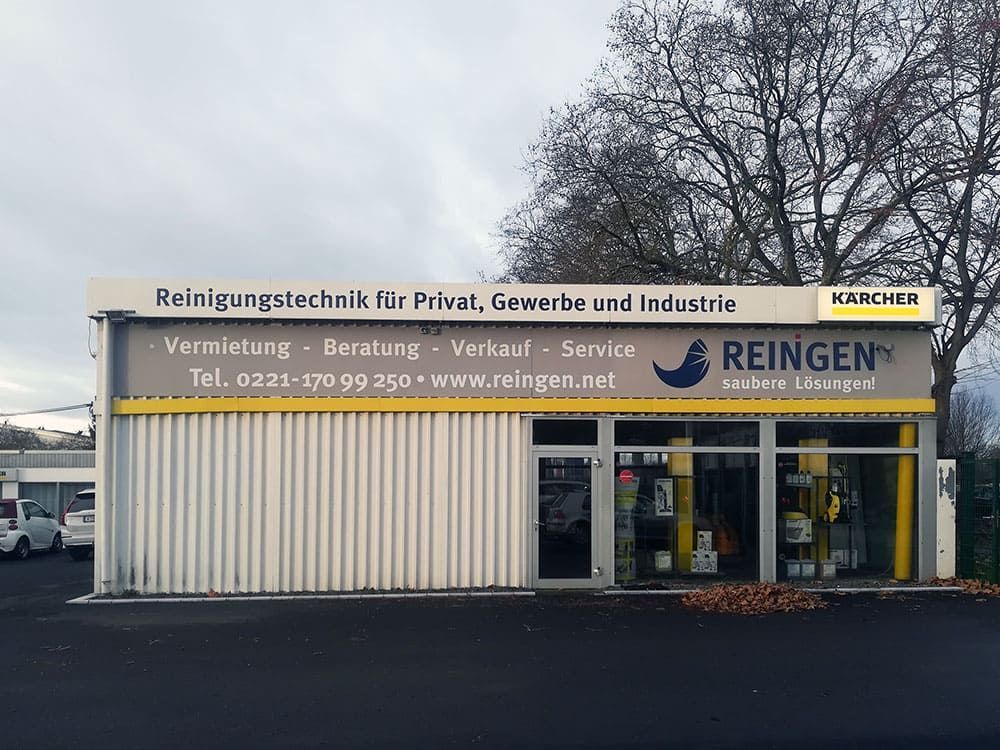 Reinigungstechnik für Privat, Gewerbe und Industrie
KÄRCHER
Vermietung - Beratung - Verkauf - Service
Tel. 0221-170 99 250 • www.reingen.net
REINGEN
saubere Lösungen!